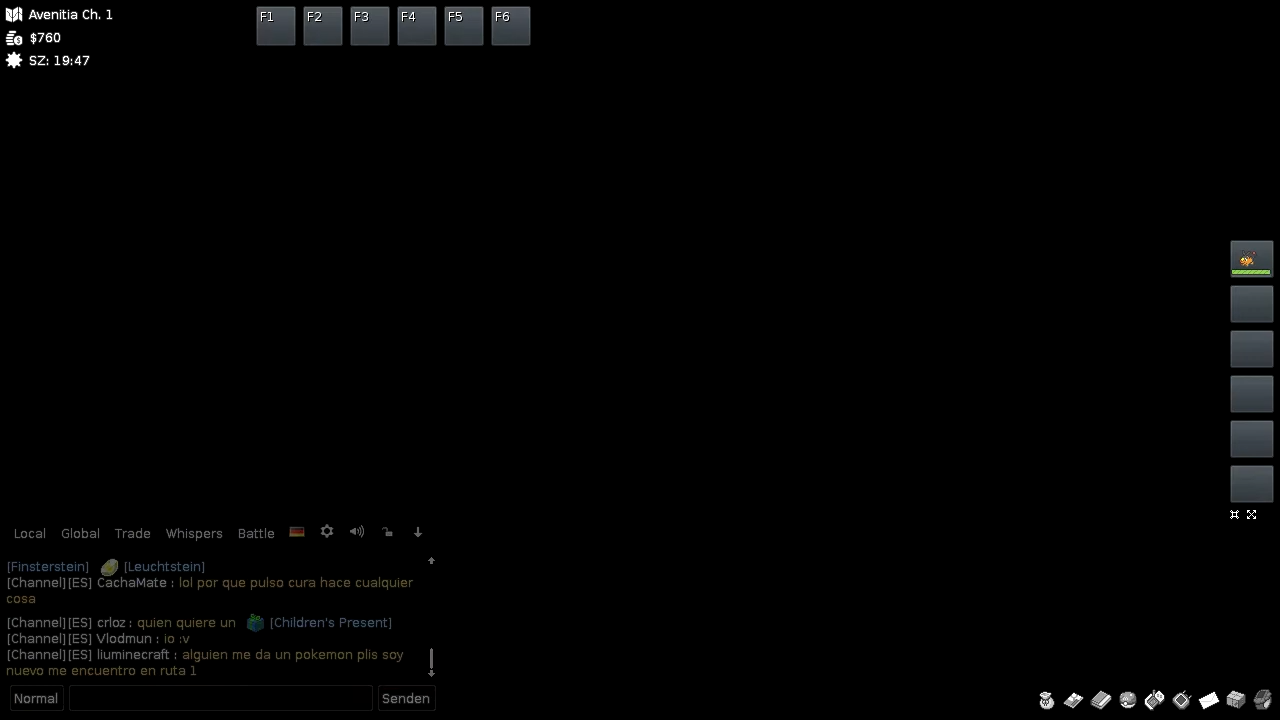 Avenitia Ch. 1
$760
SZ: 19:47
F1 F2 F3 F4 F5 F6
Local Global Trade Whispers Battle
[Finsterstein] [Leuchtstein]
[Channel][ES] CachaMate : lol por que pulso cura hace cualquier
cosa
[Channel][ES] crloz : quien quiere un [Children's Present]
[Channel][ES] Vlodmun : io :v
[Channel][ES] liuminecraft : alguien me da un pokemon plis soy
nuevo me encuentro en ruta 1
Normal Senden